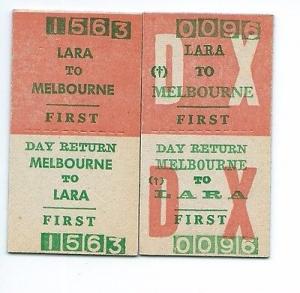 1563
LARA
TO
MELBOURNE
FIRST
DAY RETURN
MELBOURNE
TO
LARA
FIRST
1563
0096
LARA
(†) TO
MELBOURNE
FIRST
D X
DAY RETURN
MELBOURNE
(†) TO
LARA
FIRST
D X
0096